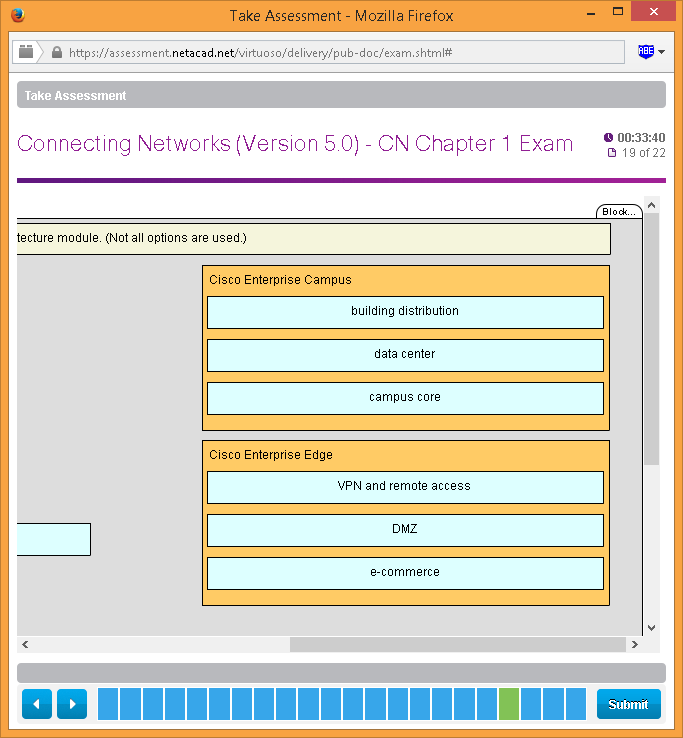 Take Assessment - Mozilla Firefox
https://assessment.netacad.net/virtuoso/delivery/pub-doc/exam.shtml#
ABE
Take Assessment
Connecting Networks (Version 5.0) - CN Chapter 1 Exam
00:33:40
19 of 22
Block...
tecture module. (Not all options are used.)
Cisco Enterprise Campus
building distribution
data center
campus core
Cisco Enterprise Edge
VPN and remote access
DMZ
e-commerce
Submit